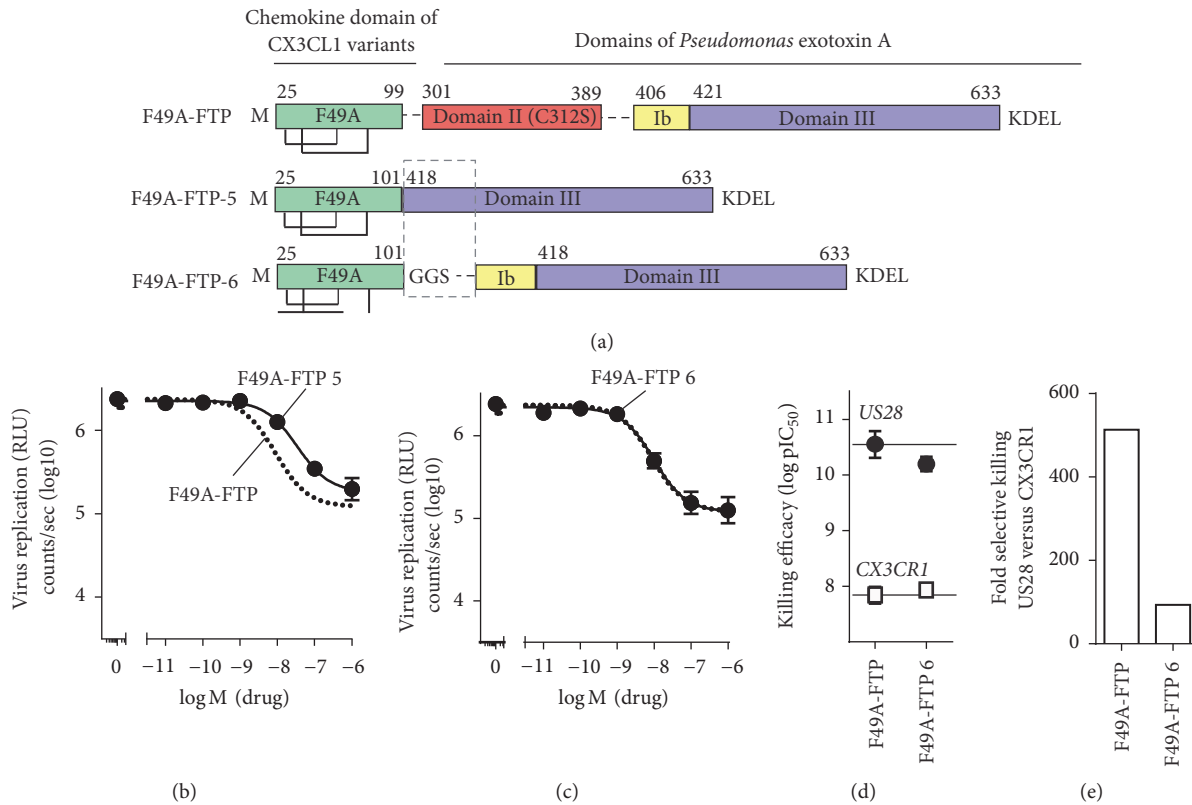 Chemokine domain of
CX3CL1 variants
Domains of Pseudomonas exotoxin A
25 99 301 389 406 421 633
F49A-FTP M F49A Domain II (C312S) Ib Domain III KDEL
25 101 418 633
F49A-FTP-5 M F49A Domain III KDEL
25 101 418 633
F49A-FTP-6 M F49A GGS Ib Domain III KDEL
(a)
Virus replication (RLU)
counts/sec (log10)
6
5
4
F49A-FTP 5
F49A-FTP
0 −11 −10 −9 −8 −7 −6
log M (drug)
(b)
Virus replication (RLU)
counts/sec (log10)
6
5
4
F49A-FTP 6
0 −11 −10 −9 −8 −7 −6
log M (drug)
(c)
Killing efficacy (log pIC50)
11
10
9
8
7
US28
CX3CR1
F49A-FTP
F49A-FTP 6
(d)
Fold selective killing
US28 versus CX3CR1
600
400
200
0
F49A-FTP
F49A-FTP 6
(e)